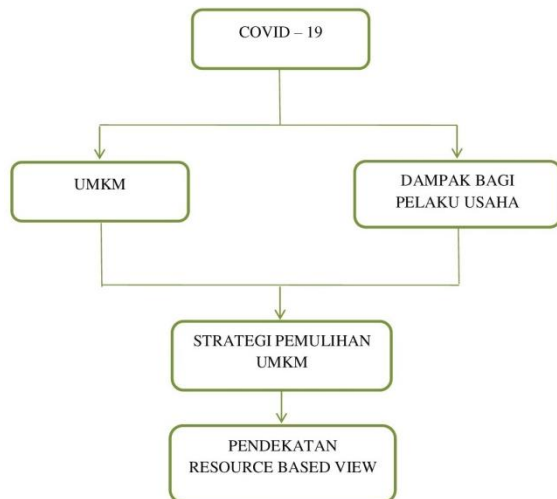 COVID – 19
UMKM
DAMPAK BAGI
PELAKU USAHA
STRATEGI PEMULIHAN
UMKM
PENDEKATAN
RESOURCE BASED VIEW